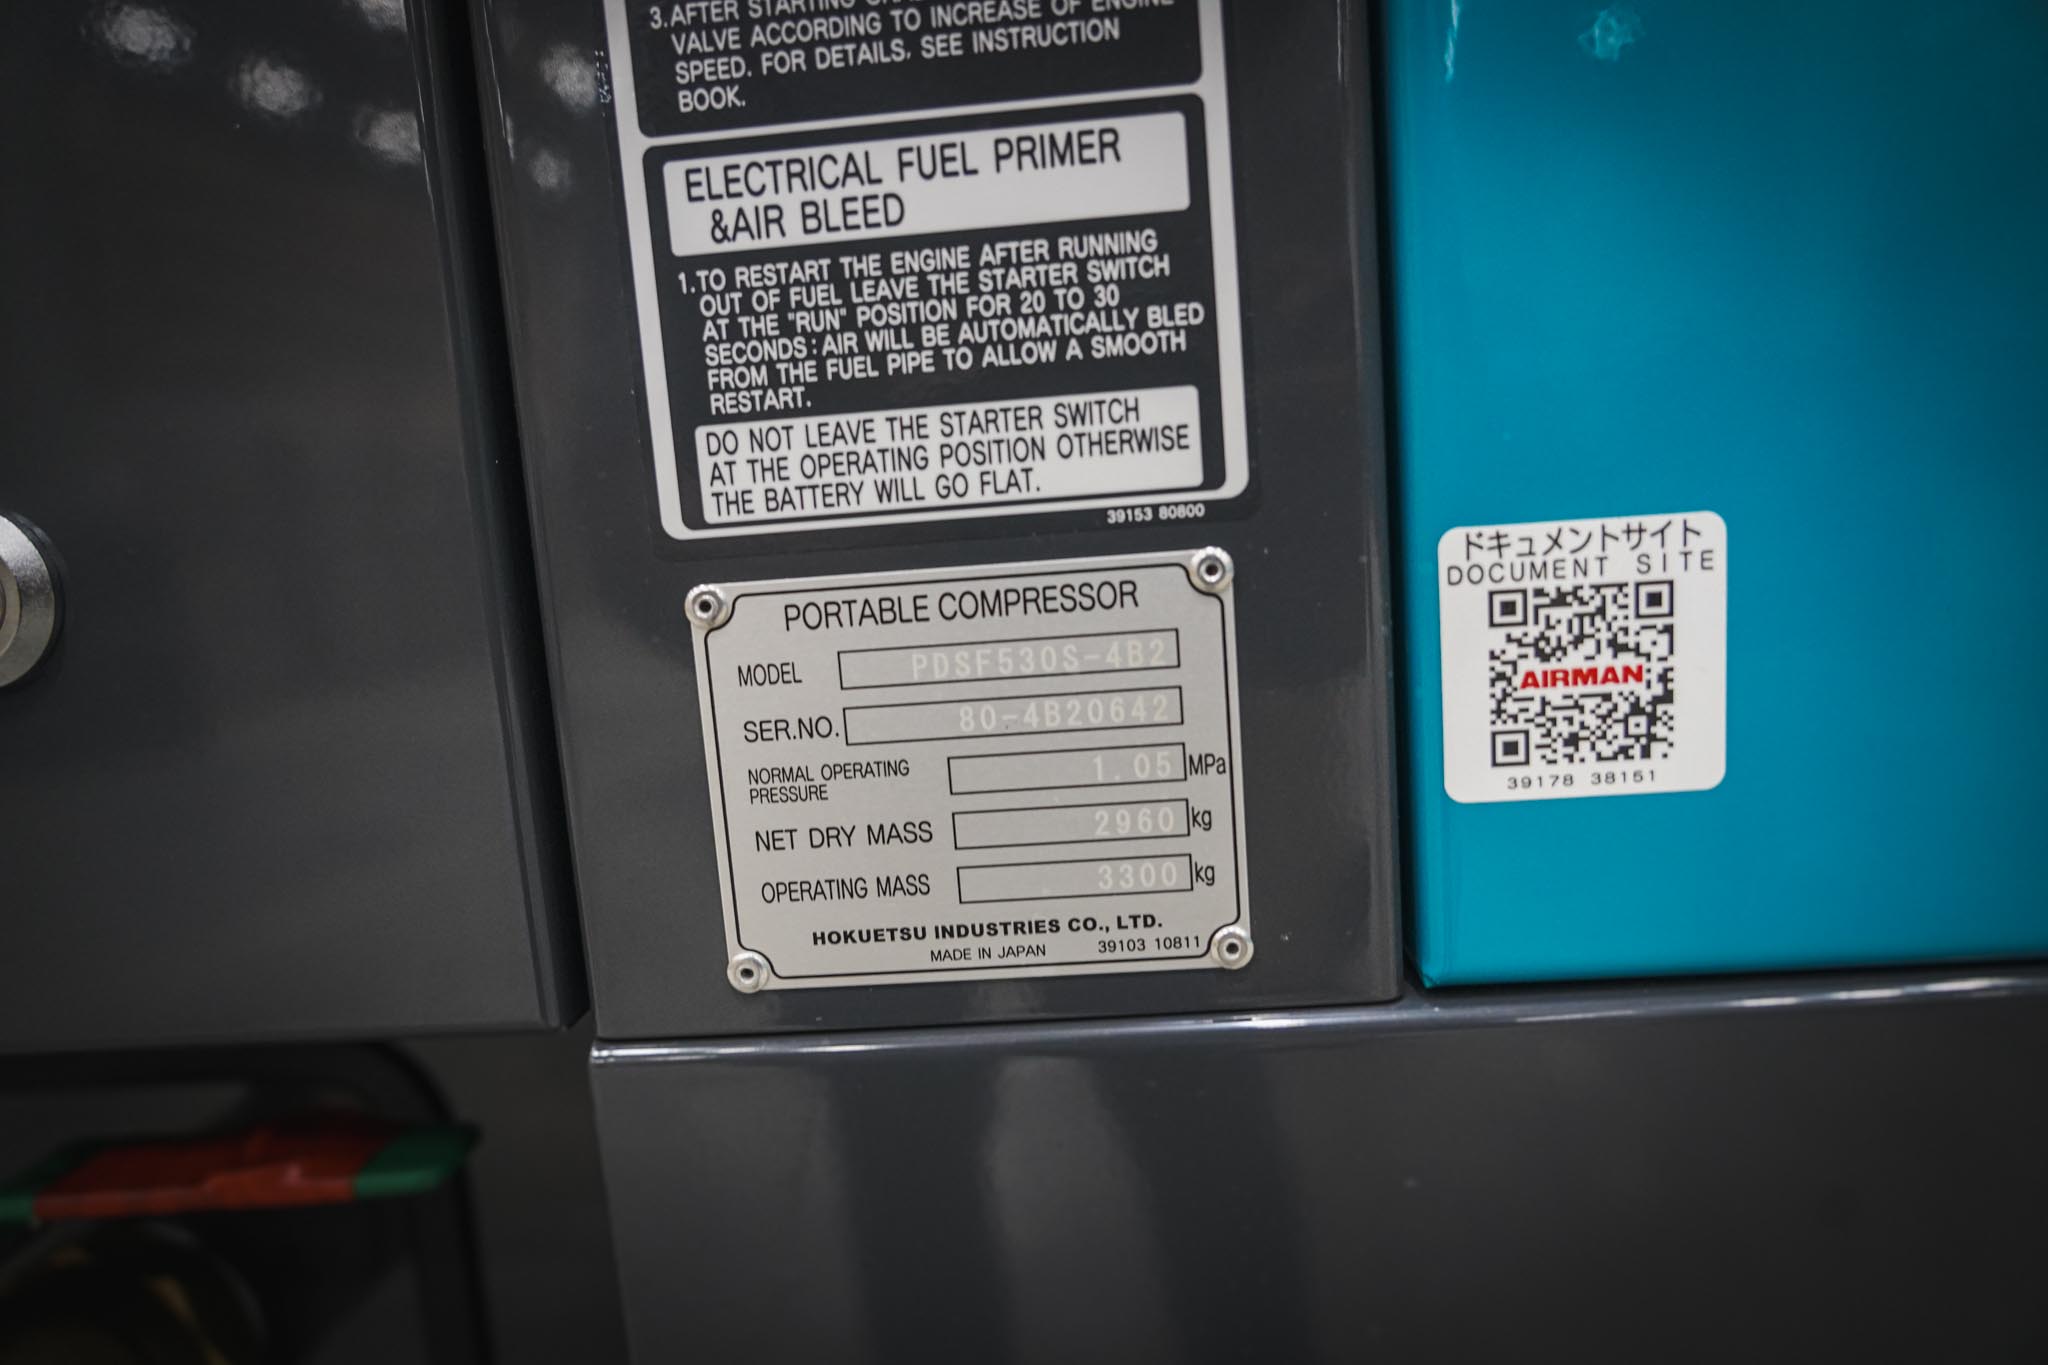 3.AFTER STARTING
VALVE ACCORDING TO INCREASE OF ENGINE
SPEED. FOR DETAILS, SEE INSTRUCTION
BOOK.
ELECTRICAL FUEL PRIMER
&AIR BLEED
1.TO RESTART THE ENGINE AFTER RUNNING
OUT OF FUEL LEAVE THE STARTER SWITCH
AT THE "RUN" POSITION FOR 20 TO 30
SECONDS:AIR WILL BE AUTOMATICALLY BLED
FROM THE FUEL PIPE TO ALLOW A SMOOTH
RESTART.
DO NOT LEAVE THE STARTER SWITCH
AT THE OPERATING POSITION OTHERWISE
THE BATTERY WILL GO FLAT.
39153 80800
PORTABLE COMPRESSOR
MODEL PDSF530S-4B2
SER.NO. 80-4B20642
NORMAL OPERATING
PRESSURE 1.05 MPa
NET DRY MASS 2960 kg
OPERATING MASS 3300 kg
HOKUETSU INDUSTRIES CO., LTD.
MADE IN JAPAN 39103 10811
ドキュメントサイト
DOCUMENT SITE
AIRMAN
39178 38151